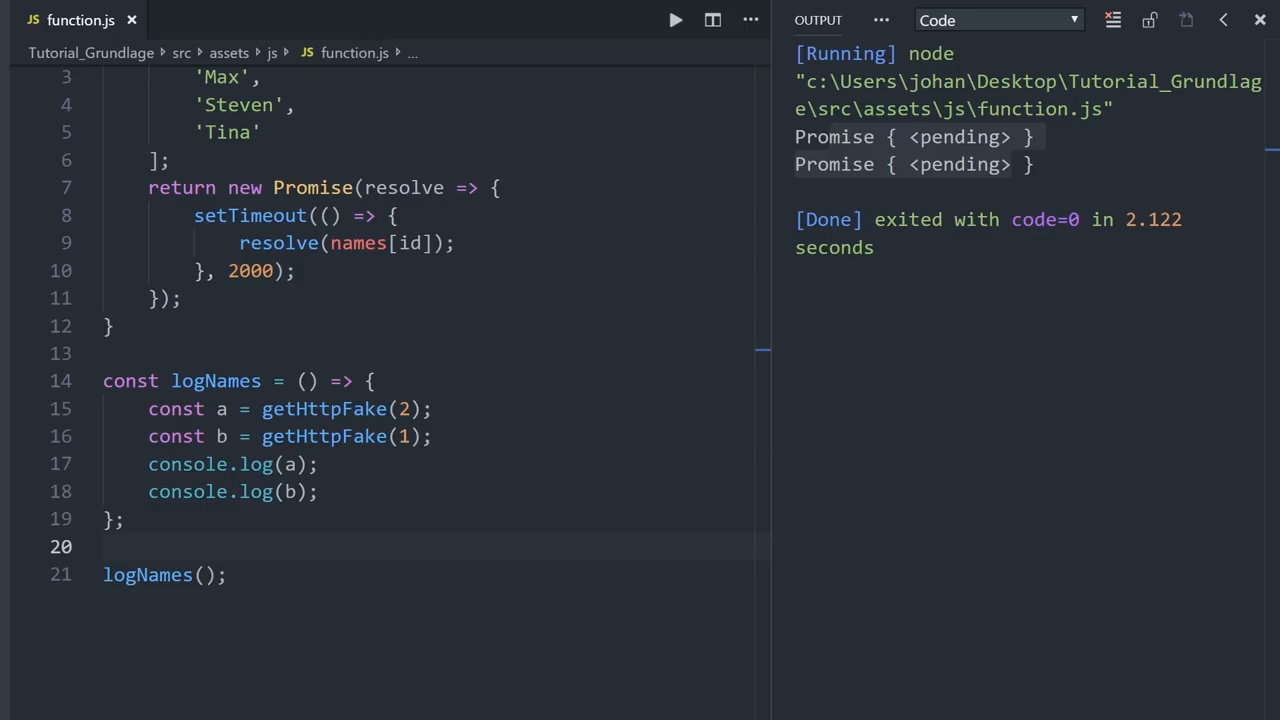 JS function.js ×
Tutorial_Grundlage > src > assets > js > JS function.js > ...
3 'Max',
4 'Steven',
5 'Tina'
6 ];
7 return new Promise(resolve => {
8 setTimeout(() => {
9 resolve(names[id]);
10 }, 2000);
11 });
12 }
13
14 const logNames = () => {
15 const a = getHttpFake(2);
16 const b = getHttpFake(1);
17 console.log(a);
18 console.log(b);
19 };
20
21 logNames();
OUTPUT ... Code
[Running] node
"c:\Users\johan\Desktop\Tutorial_Grundlag
e\src\assets\js\function.js"
Promise { <pending> }
Promise { <pending> }
[Done] exited with code=0 in 2.122
seconds